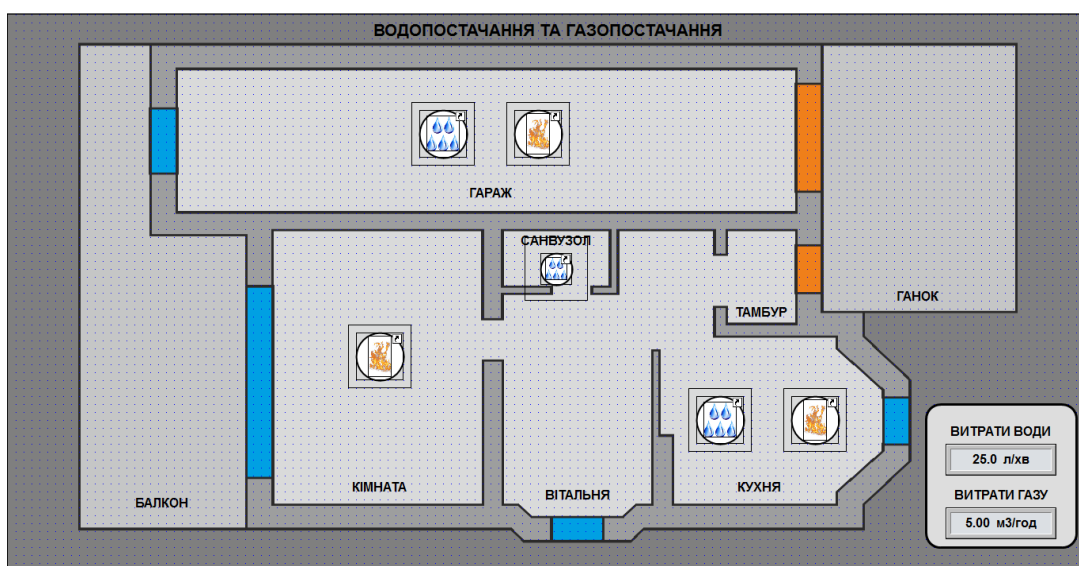 ВОДОПОСТАЧАННЯ ТА ГАЗОПОСТАЧАННЯ
ГАРАЖ
САНВУЗОЛ
ГАНОК
ТАМБУР
КІМНАТА
ВІТАЛЬНЯ
КУХНЯ
БАЛКОН
ВИТРАТИ ВОДИ
25.0 л/хв
ВИТРАТИ ГАЗУ
5.00 м3/год